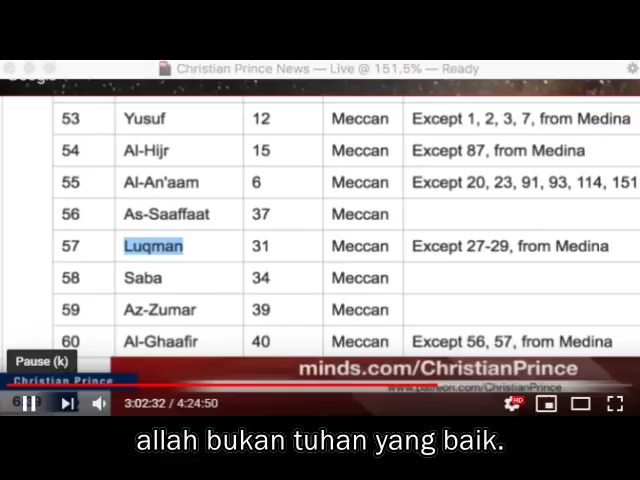 Christian Prince News — Live @ 151,5% — Ready
53 Yusuf 12 Meccan Except 1, 2, 3, 7, from Medina
54 Al-Hijr 15 Meccan Except 87, from Medina
55 Al-An'aam 6 Meccan Except 20, 23, 91, 93, 114, 151
56 As-Saaffaat 37 Meccan
57 Luqman 31 Meccan Except 27-29, from Medina
58 Saba 34 Meccan
59 Az-Zumar 39 Meccan
60 Al-Ghaafir 40 Meccan Except 56, 57, from Medina
Pause (k)
minds.com/ChristianPrince
Christian Prince
www.patreon.com/ChristianPrince
3:02:32 / 4:24:50
HD
allah bukan tuhan yang baik.